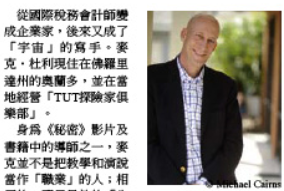 從國際稅務會計師變
成企業家，後來又成了
「宇宙」的寫手。麥
克·杜利現住在佛羅里
達州的奧蘭多，並在當
地經營「TUT探險家俱
樂部」。
身為《秘密》影片及
書籍中的導師之一，麥
克並不是把教學和演說
當作「職業」的人；相
© Michael Cairns